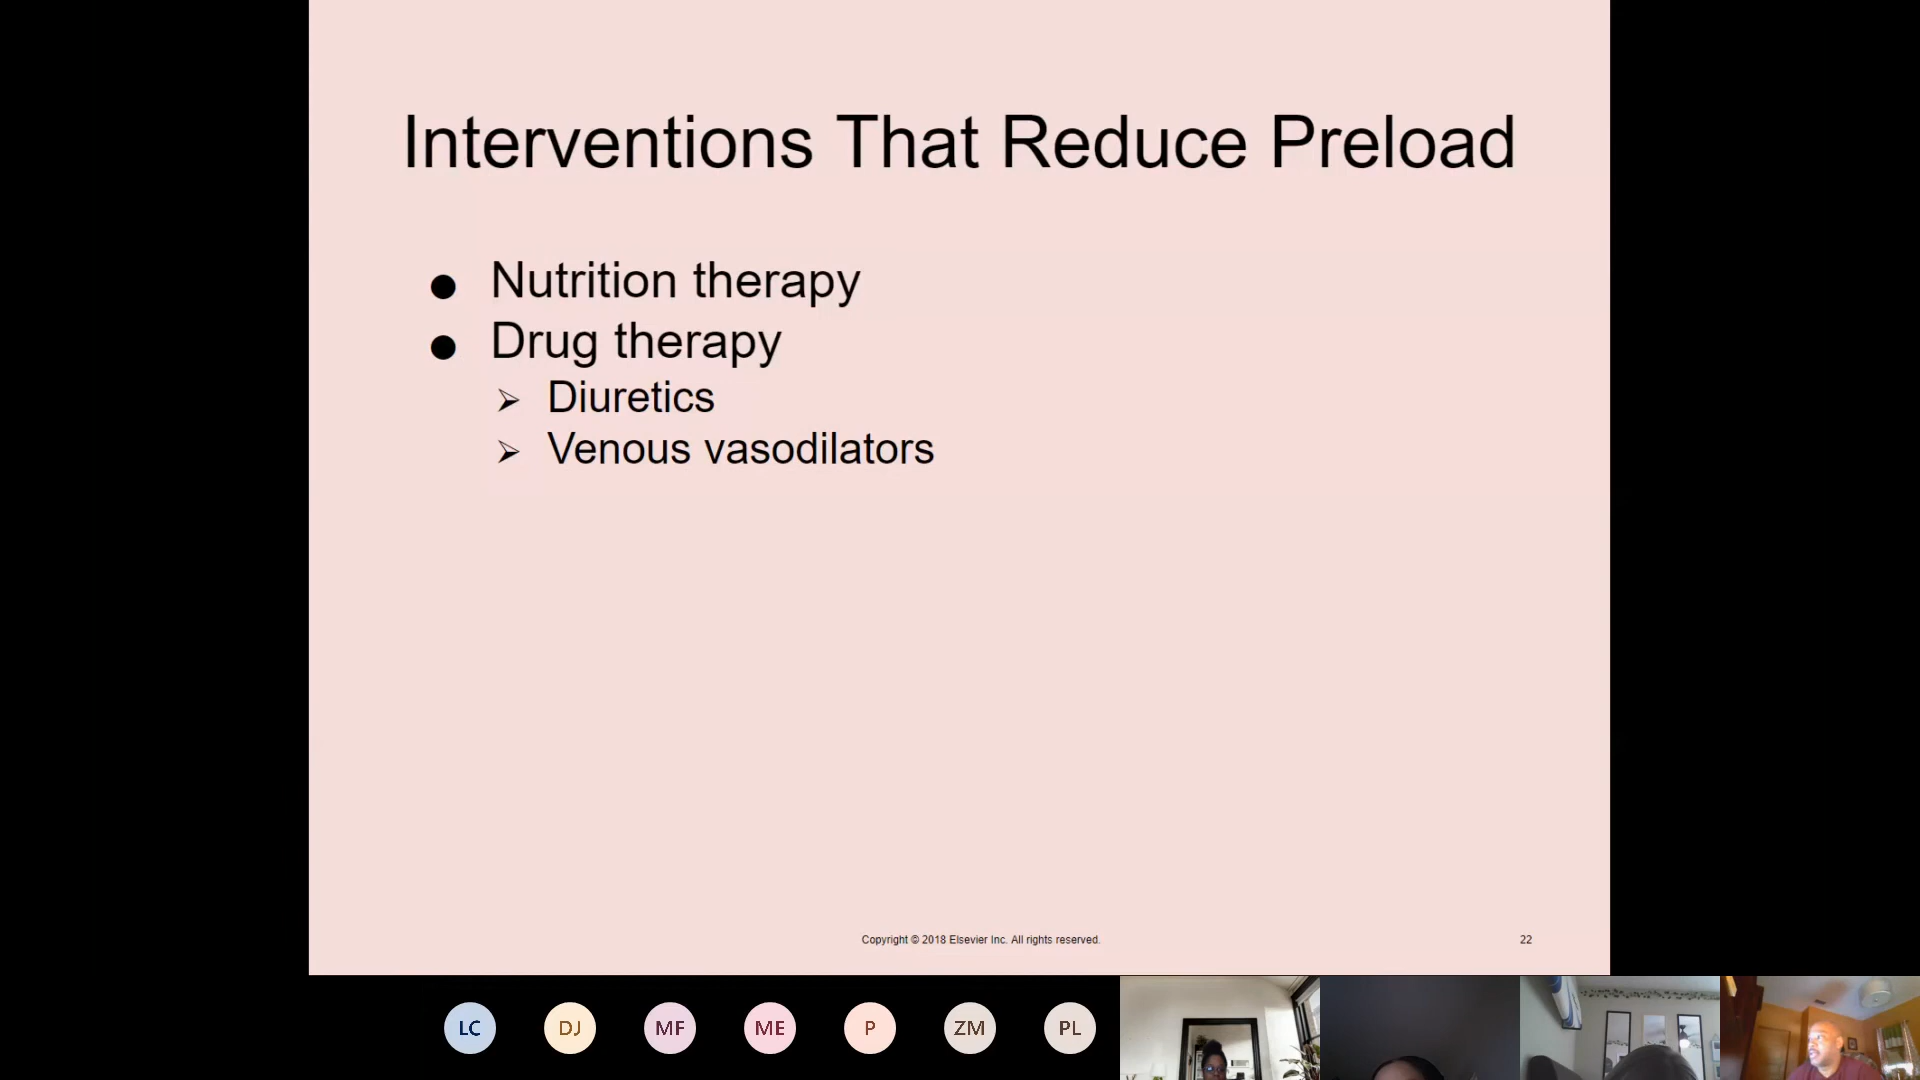 Interventions That Reduce Preload
● Nutrition therapy
● Drug therapy
➢ Diuretics
➢ Venous vasodilators
Copyright © 2018 Elsevier Inc. All rights reserved.
22
LC DJ MF ME P ZM PL